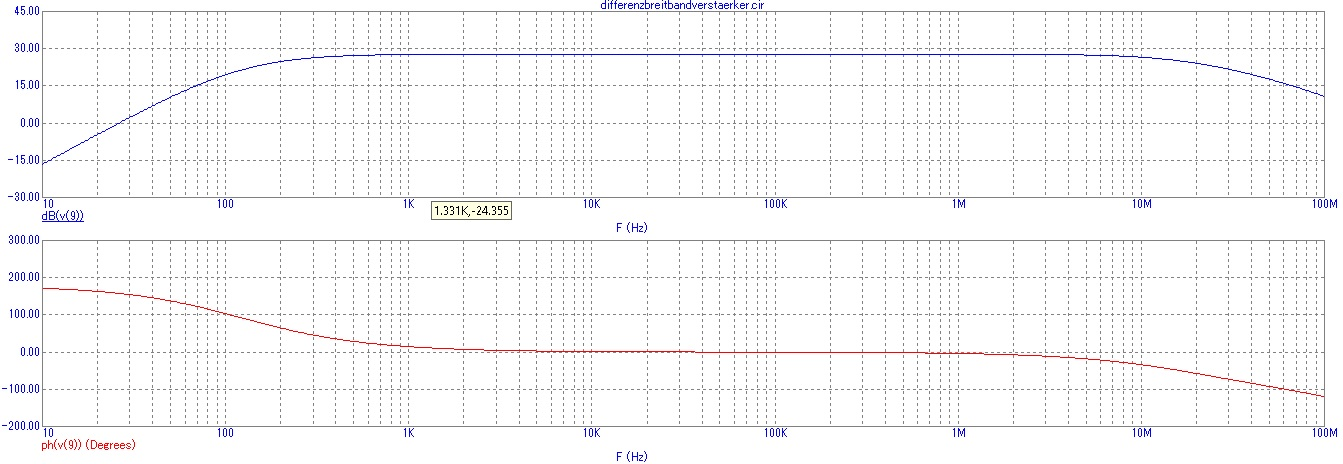 differenzbreitbandverstaerker.cir
45.00
30.00
15.00
0.00
-15.00
-30.00
10 100 1K 10K 100K 1M 10M 100M
dB(v(9))
1.331K,-24.355
F (Hz)
300.00
200.00
100.00
0.00
-100.00
-200.00
10 100 1K 10K 100K 1M 10M 100M
ph(v(9)) (Degrees)
F (Hz)